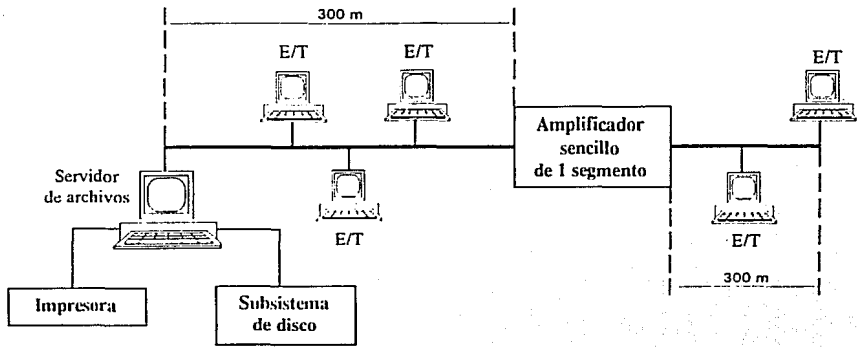 300 m
E/T
E/T
E/T
Amplificador
sencillo
de 1 segmento
Servidor
de archivos
E/T
E/T
300 m
Impresora
Subsistema
de disco